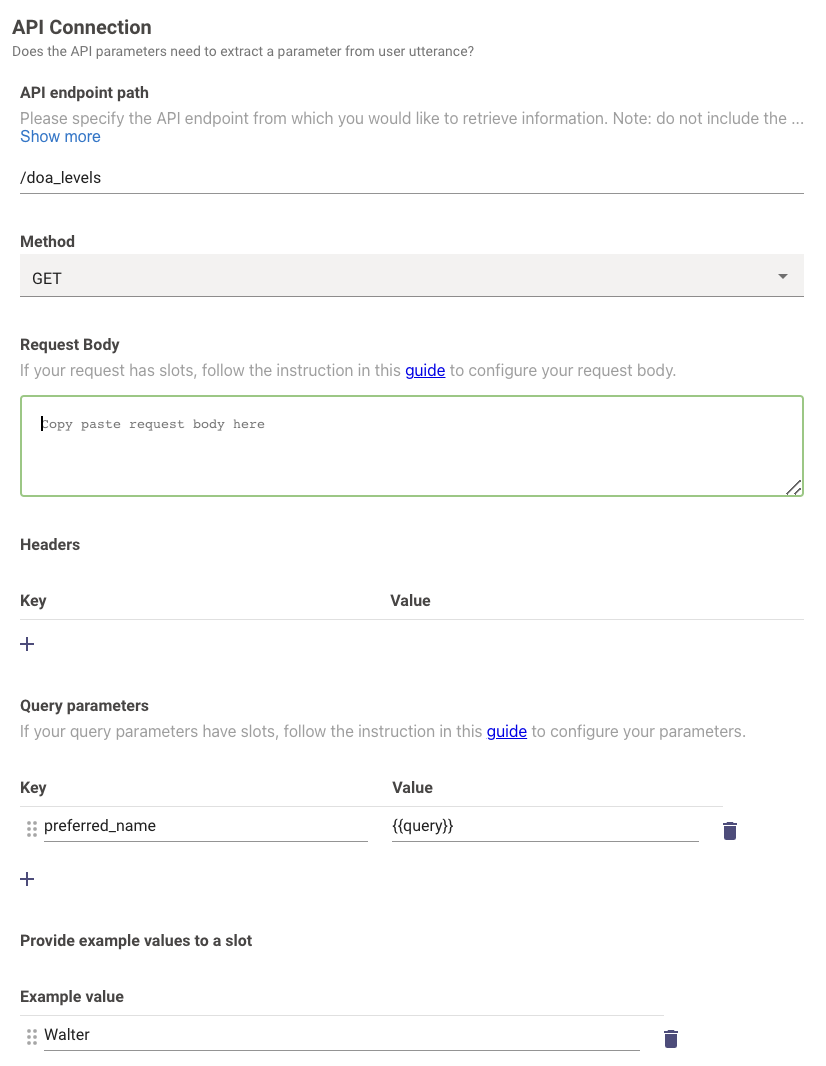 API Connection
Does the API parameters need to extract a parameter from user utterance?
API endpoint path
Please specify the API endpoint from which you would like to retrieve information. Note: do not include the ...
Show more
/doa_levels
Method
GET
Request Body
If your request has slots, follow the instruction in this guide to configure your request body.
Copy paste request body here
Headers
Key Value
Query parameters
If your query parameters have slots, follow the instruction in this guide to configure your parameters.
Key Value
preferred_name {{query}}
Provide example values to a slot
Example value
Walter